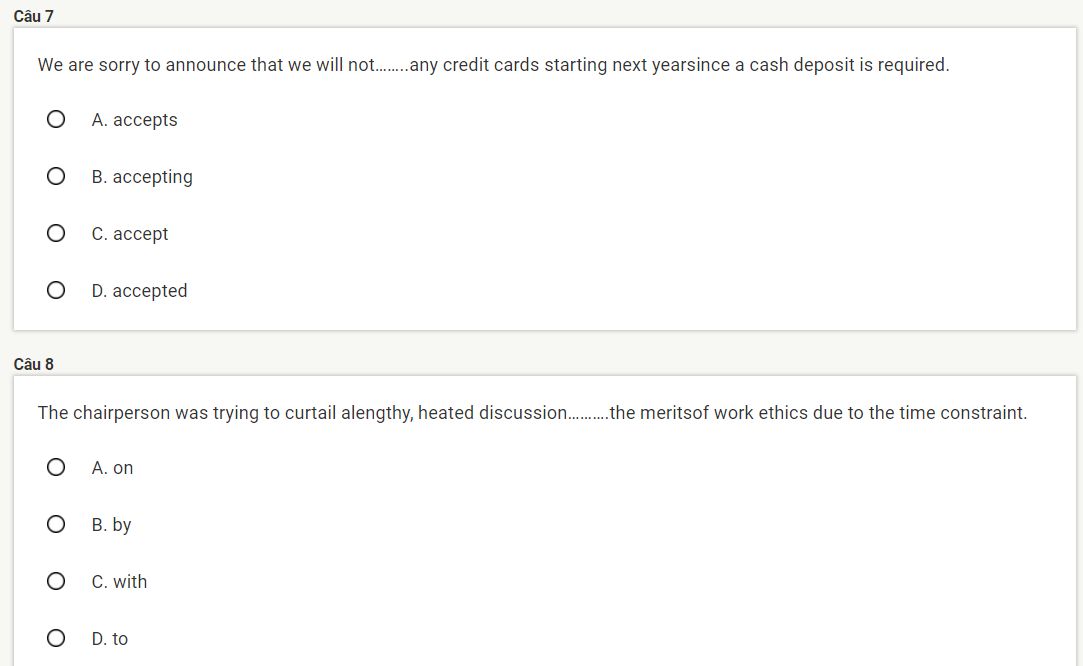 Câu 7
We are sorry to announce that we will not........any credit cards starting next yearsince a cash deposit is required.
A. accepts
B. accepting
C. accept
D. accepted
Câu 8
The chairperson was trying to curtail alengthy, heated discussion..........the meritsof work ethics due to the time constraint.
A. on
B. by
C. with
D. to